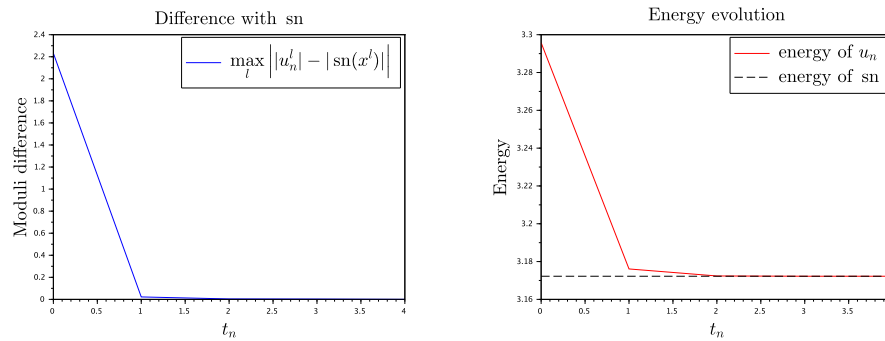 Difference with sn
2.4
2.2
2
1.8
1.6
1.4
1.2
1
0.8
0.6
0.4
0.2
0
Moduli difference
max_l ||u_n^l| − | sn(x^l)||
0 0.5 1 1.5 2 2.5 3 3.5 4
t_n
Energy evolution
3.3
3.28
3.26
3.24
3.22
3.2
3.18
3.16
Energy
energy of u_n
energy of sn
0 0.5 1 1.5 2 2.5 3 3.5
t_n